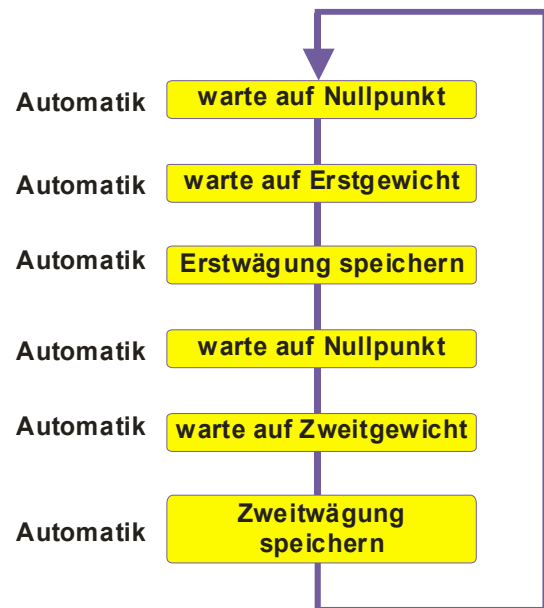 Automatik warte auf Nullpunkt
Automatik warte auf Erstgewicht
Automatik Erstwägung speichern
Automatik warte auf Nullpunkt
Automatik warte auf Zweitgewicht
Automatik Zweitwägung
speichern